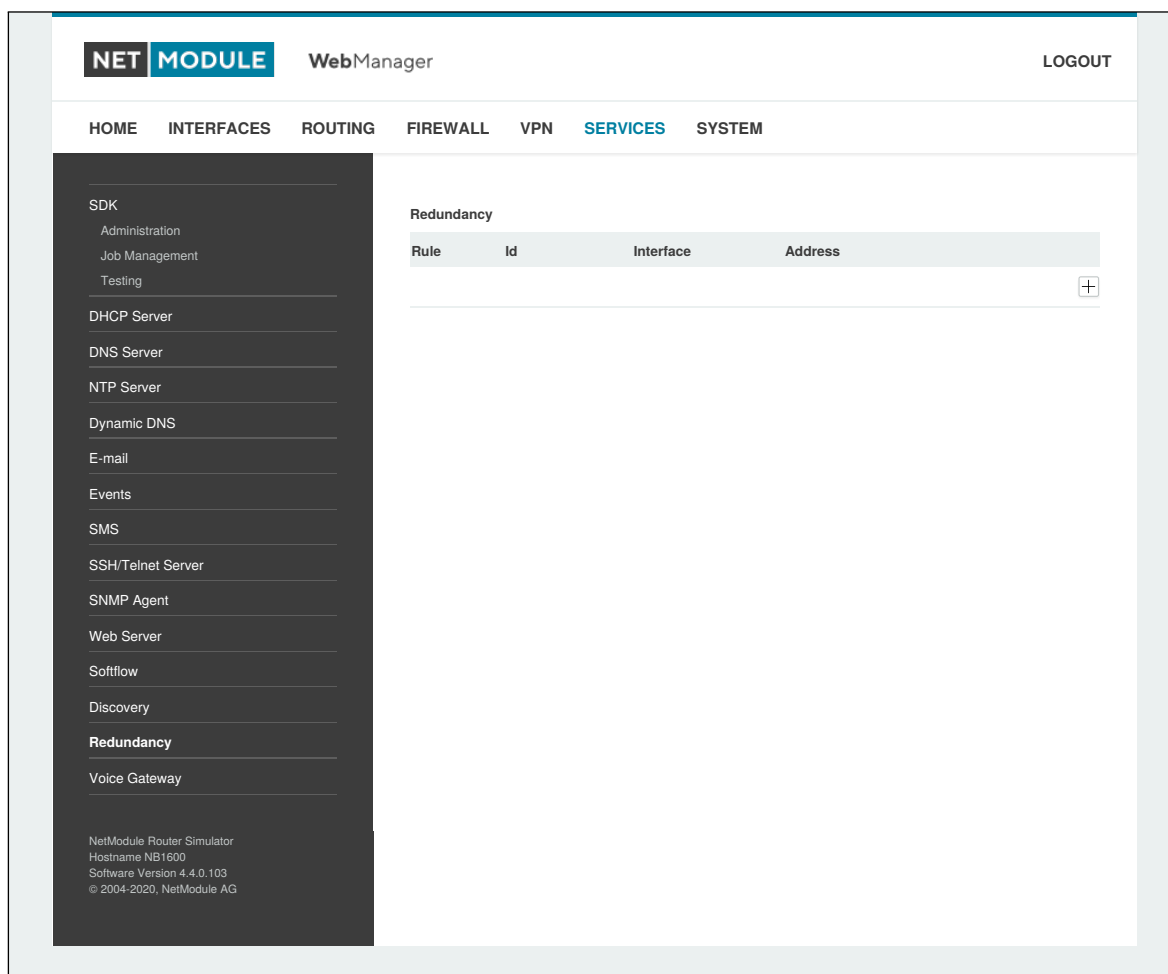 NET MODULE WebManager LOGOUT
HOME INTERFACES ROUTING FIREWALL VPN SERVICES SYSTEM
SDK
Administration
Job Management
Testing
DHCP Server
DNS Server
NTP Server
Dynamic DNS
E-mail
Events
SMS
SSH/Telnet Server
SNMP Agent
Web Server
Softflow
Discovery
Redundancy
Voice Gateway
NetModule Router Simulator
Hostname NB1600
Software Version 4.4.0.103
© 2004-2020, NetModule AG
Redundancy
Rule Id Interface Address